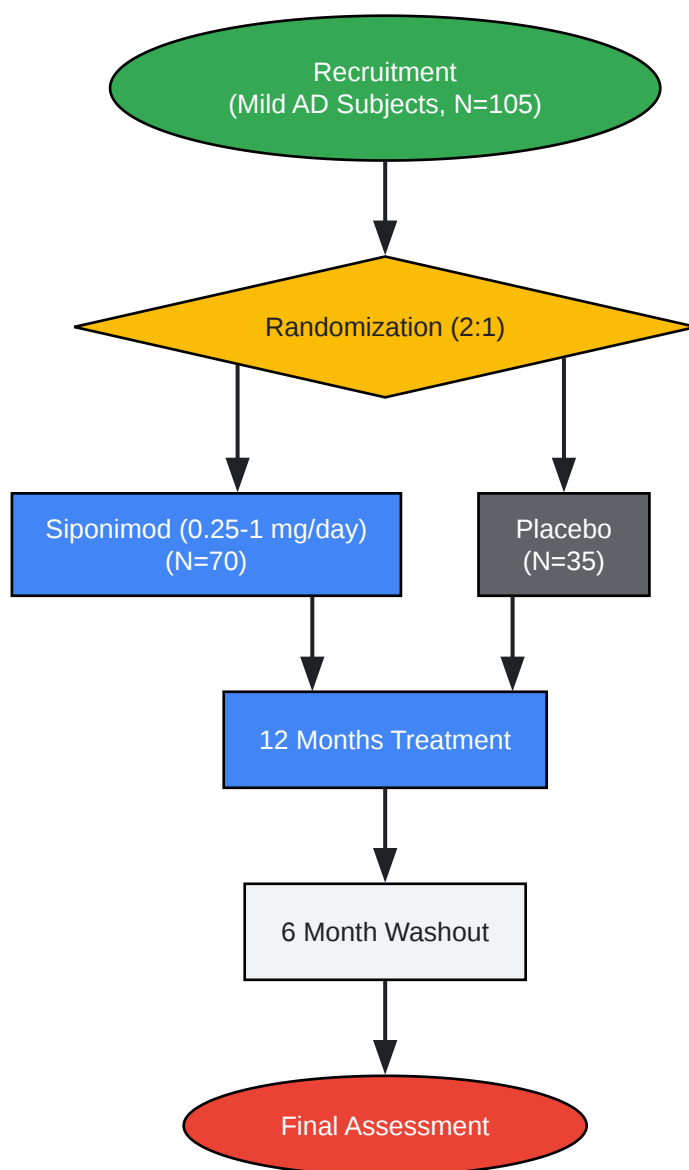 Recruitment
(Mild AD Subjects, N=105)
Randomization (2:1)
Siponimod (0.25-1 mg/day)
(N=70)
Placebo
(N=35)
12 Months Treatment
6 Month Washout
Final Assessment